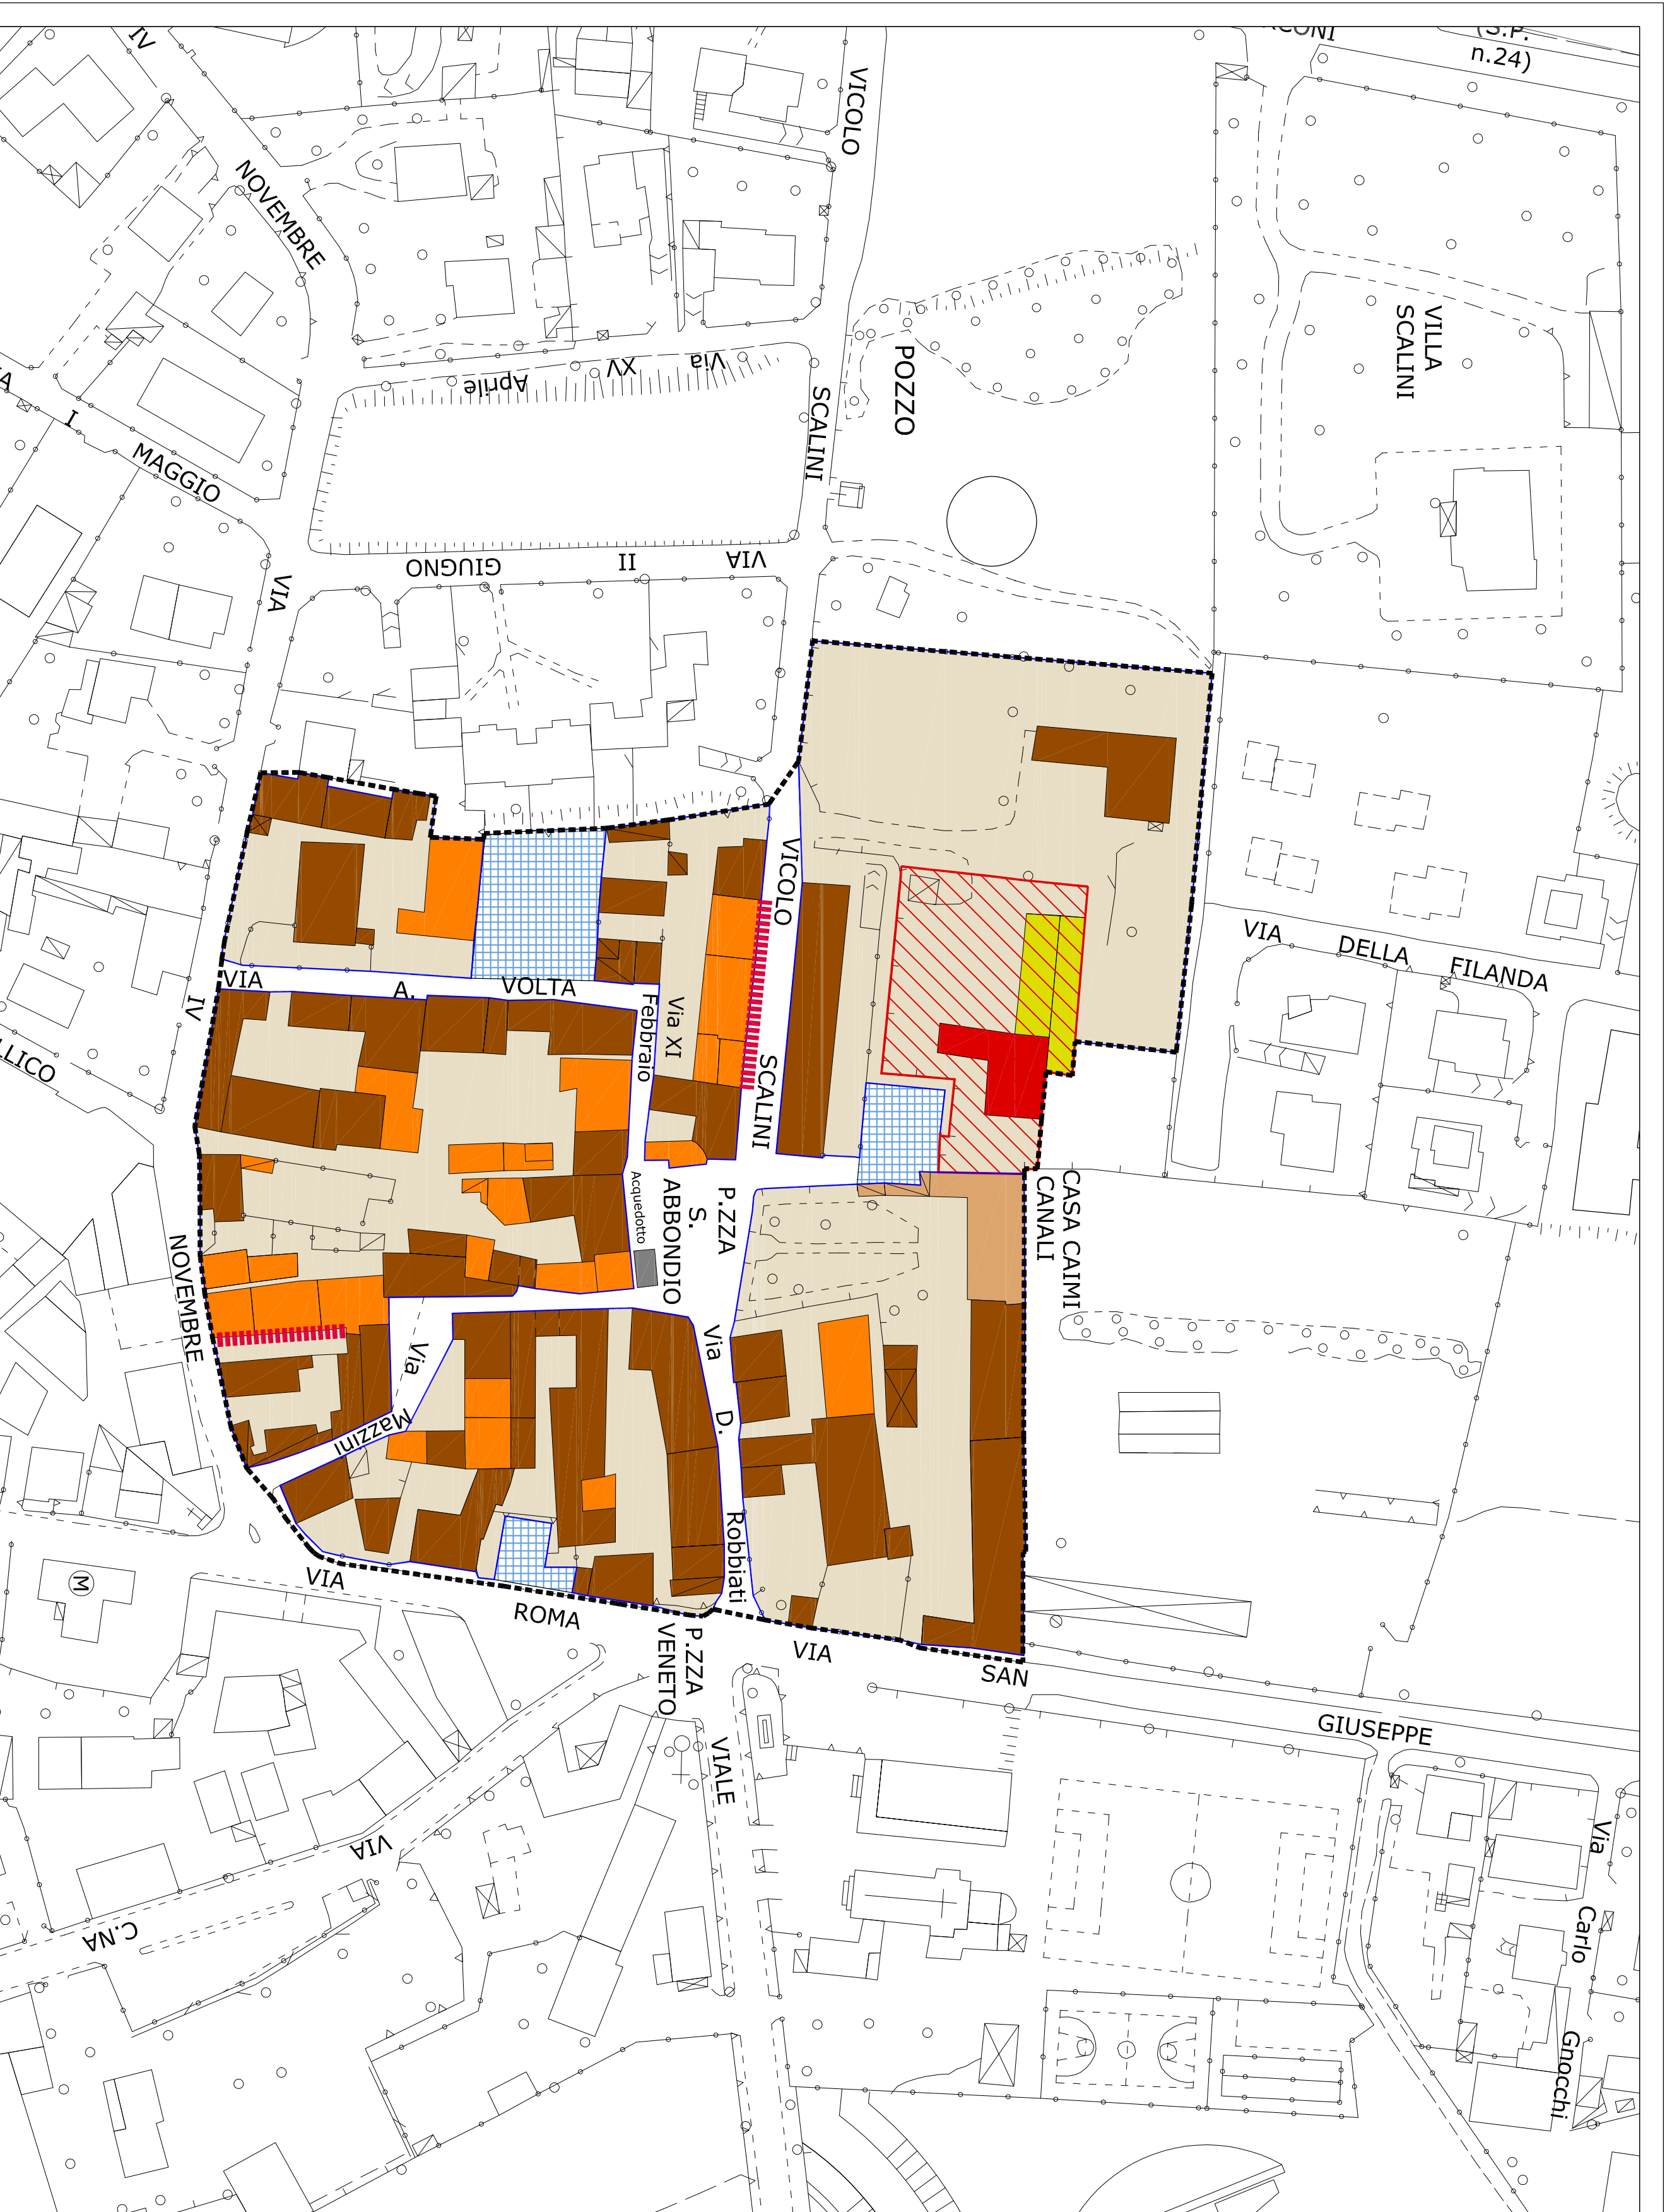 IV
NOVEMBRE
VICOLO
(S.P.
n.24)
VILLA
SCALINI
POZZO
Via
XV
Aprile
SCALINI
I
MAGGIO
VIA
II
GIUGNO
VIA
VICOLO
SCALINI
VIA
DELLA
FILANDA
VIA
A.
VOLTA
Via XI
Febbraio
IV
NOVEMBRE
Acquedotto
P.ZZA
S.
ABBONDIO
CASA CAIMI
CANALI
Via
Mazzini
Via
D.
Robbiati
M
VIA
ROMA
P.ZZA
VENETO
VIA
SAN
GIUSEPPE
VIALE
VIA
C.NA
Via
Carlo
Gnocchi